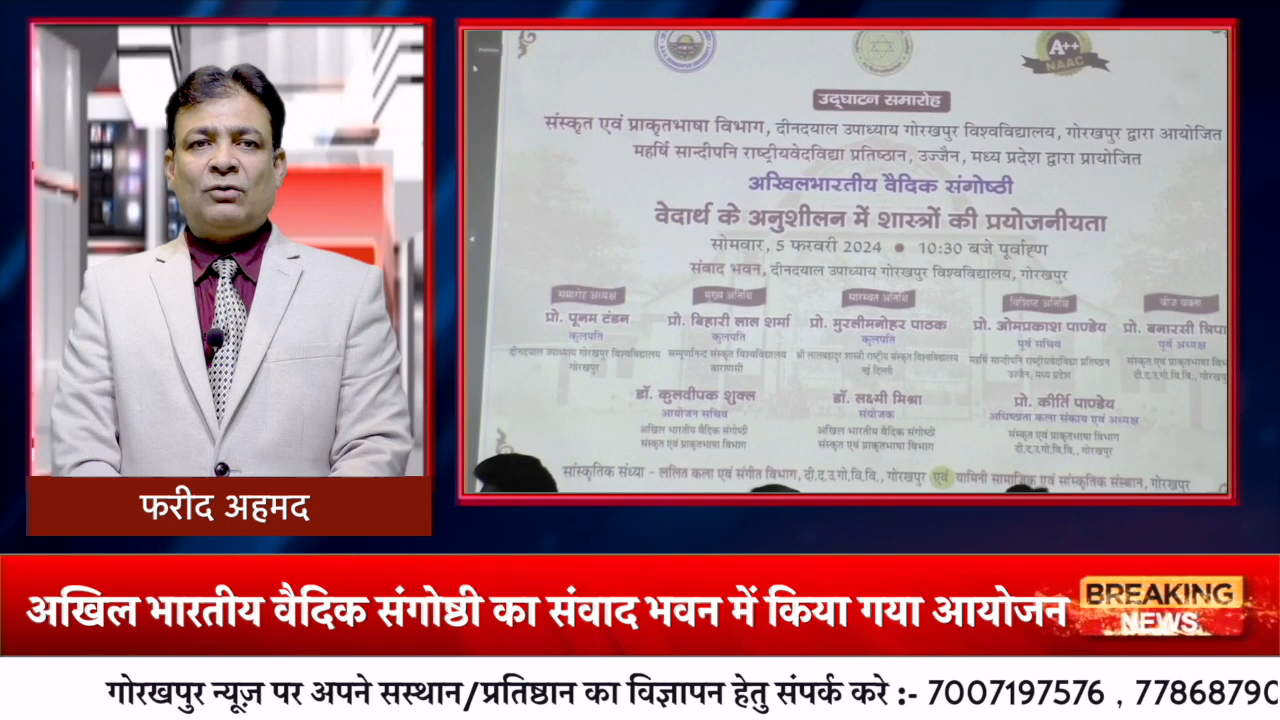 A++
NAAC
उद्घाटन समारोह
संस्कृत एवं प्राकृतभाषा विभाग, दीनदयाल उपाध्याय गोरखपुर विश्वविद्यालय, गोरखपुर द्वारा आयोजित
महर्षि सान्दीपनि राष्ट्रीयवेदविद्या प्रतिष्ठान, उज्जैन, मध्य प्रदेश द्वारा प्रायोजित
अखिलभारतीय वैदिक संगोष्ठी
वेदार्थ के अनुशीलन में शास्त्रों की प्रयोजनीयता
सोमवार, 5 फरवरी 2024 • 10:30 बजे पूर्वाह्ण
संवाद भवन, दीनदयाल उपाध्याय गोरखपुर विश्वविद्यालय, गोरखपुर
समारोह अध्यक्ष मुख्य अतिथि सारस्वत अतिथि विशिष्ट अतिथि बीज वक्ता
प्रो. पूनम टंडन प्रो. बिहारी लाल शर्मा प्रो. मुरलीमनोहर पाठक प्रो. ओमप्रकाश पाण्डेय प्रो. बनारसी त्रिपा
कुलपति कुलपति कुलपति पूर्व सचिव पूर्व अध्यक्ष
दीनदयाल उपाध्याय गोरखपुर विश्वविद्यालय सम्पूर्णानन्द संस्कृत विश्वविद्यालय श्री लालबहादुर शास्त्री राष्ट्रीय संस्कृत विश्वविद्यालय महर्षि सान्दीपनि राष्ट्रीयवेदविद्या प्रतिष्ठान संस्कृत एवं प्राकृतभाषा विभा
गोरखपुर वाराणसी नई दिल्ली उज्जैन, मध्य प्रदेश दी.द.उ.गो.वि.वि., गोरखपु
डॉ. कुलदीपक शुक्ल डॉ. लक्ष्मी मिश्रा प्रो. कीर्ति पाण्डेय
आयोजन सचिव संयोजक अधिष्ठाता कला संकाय एवं अध्यक्ष
अखिल भारतीय वैदिक संगोष्ठी अखिल भारतीय वैदिक संगोष्ठी संस्कृत एवं प्राकृतभाषा विभाग
संस्कृत एवं प्राकृतभाषा विभाग संस्कृत एवं प्राकृतभाषा विभाग दी.द.उ.गो.वि.वि., गोरखपुर
सांस्कृतिक संध्या - ललित कला एवं संगीत विभाग, दी.द.उ.गो.वि.वि., गोरखपुर एवं यामिनी सामाजिक एवं सांस्कृतिक संस्थान, गोरखपुर
फरीद अहमद
अखिल भारतीय वैदिक संगोष्ठी का संवाद भवन में किया गया आयोजन
BREAKING
NEWS
गोरखपुर न्यूज़ पर अपने सस्थान/प्रतिष्ठान का विज्ञापन हेतु संपर्क करे :- 7007197576 , 77868790